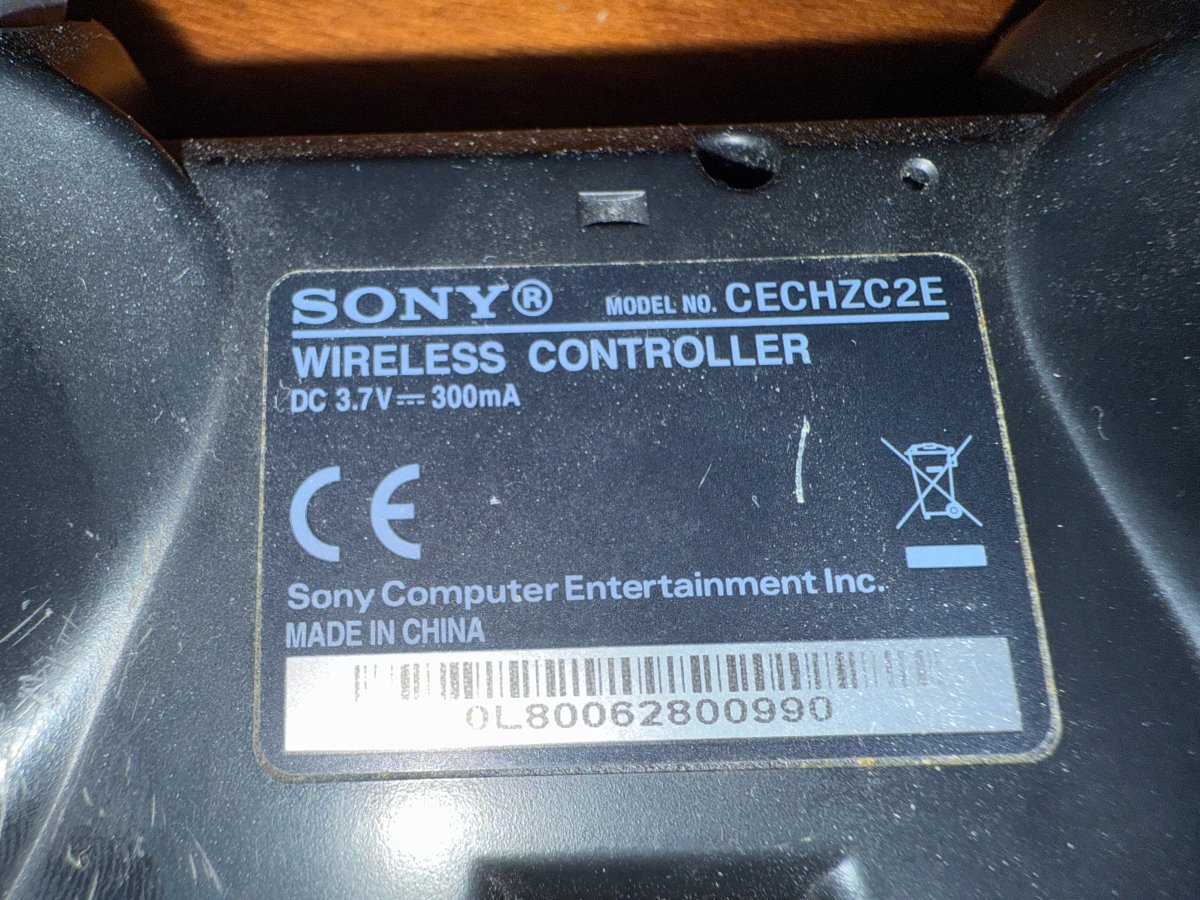 SONY® MODEL NO. CECHZC2E
WIRELESS CONTROLLER
DC 3.7V⎓300mA
CE
Sony Computer Entertainment Inc.
MADE IN CHINA
0L80062800990